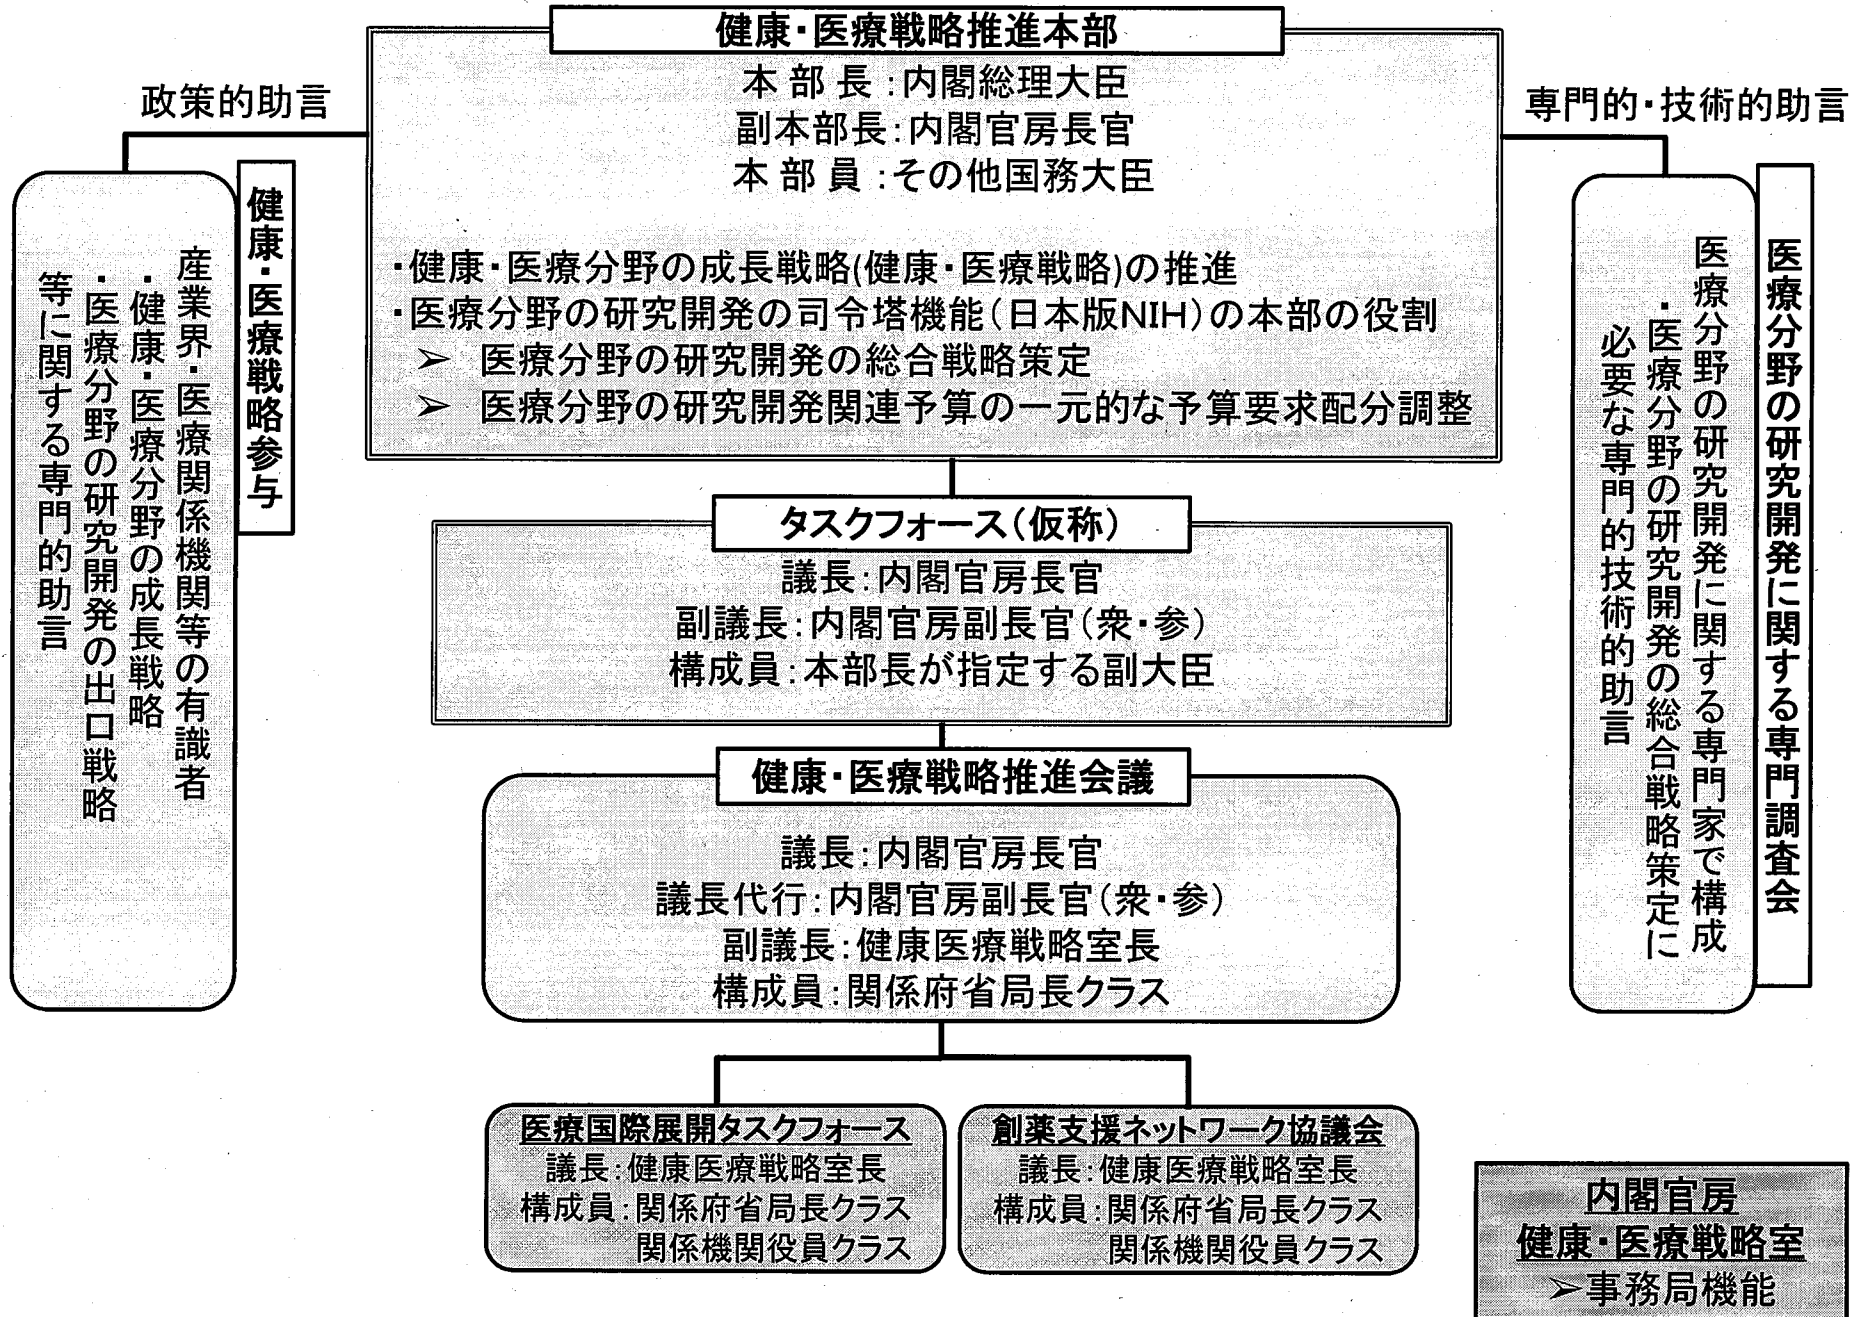 健康・医療戦略推進本部
本部長：内閣総理大臣
副本部長：内閣官房長官
本部員：その他国務大臣
・健康・医療分野の成長戦略(健康・医療戦略)の推進
・医療分野の研究開発の司令塔機能（日本版NIH）の本部の役割
➢ 医療分野の研究開発の総合戦略策定
➢ 医療分野の研究開発関連予算の一元的な予算要求配分調整
政策的助言
健康・医療戦略参与
産業界・医療関係機関等の有識者
・健康・医療分野の成長戦略
・医療分野の研究開発の出口戦略
等に関する専門的助言
専門的・技術的助言
医療分野の研究開発に関する専門調査会
医療分野の研究開発に関する専門家で構成
・医療分野の研究開発の総合戦略策定に
必要な専門的技術的助言
タスクフォース（仮称）
議長：内閣官房長官
副議長：内閣官房副長官（衆・参）
構成員：本部長が指定する副大臣
健康・医療戦略推進会議
議長：内閣官房長官
議長代行：内閣官房副長官（衆・参）
副議長：健康医療戦略室長
構成員：関係府省局長クラス
医療国際展開タスクフォース
議長：健康医療戦略室長
構成員：関係府省局長クラス
関係機関役員クラス
創薬支援ネットワーク協議会
議長：健康医療戦略室長
構成員：関係府省局長クラス
関係機関役員クラス
内閣官房
健康・医療戦略室
➢事務局機能